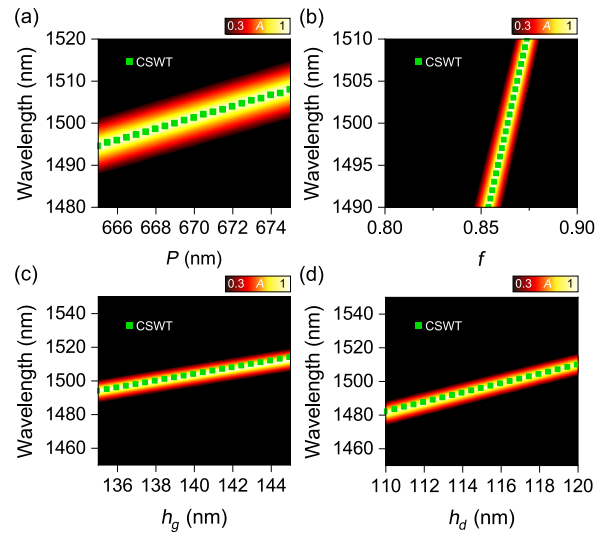 (a)
0.3 A 1
1520
1510
1500
1490
1480
Wavelength (nm)
CSWT
666 668 670 672 674
P (nm)
(b)
0.3 A 1
1510
1505
1500
1495
1490
Wavelength (nm)
CSWT
0.80 0.85 0.90
f
(c)
0.3 A 1
1540
1520
1500
1480
1460
Wavelength (nm)
CSWT
136 138 140 142 144
h_g (nm)
(d)
0.3 A 1
1540
1520
1500
1480
1460
Wavelength (nm)
CSWT
110 112 114 116 118 120
h_d (nm)